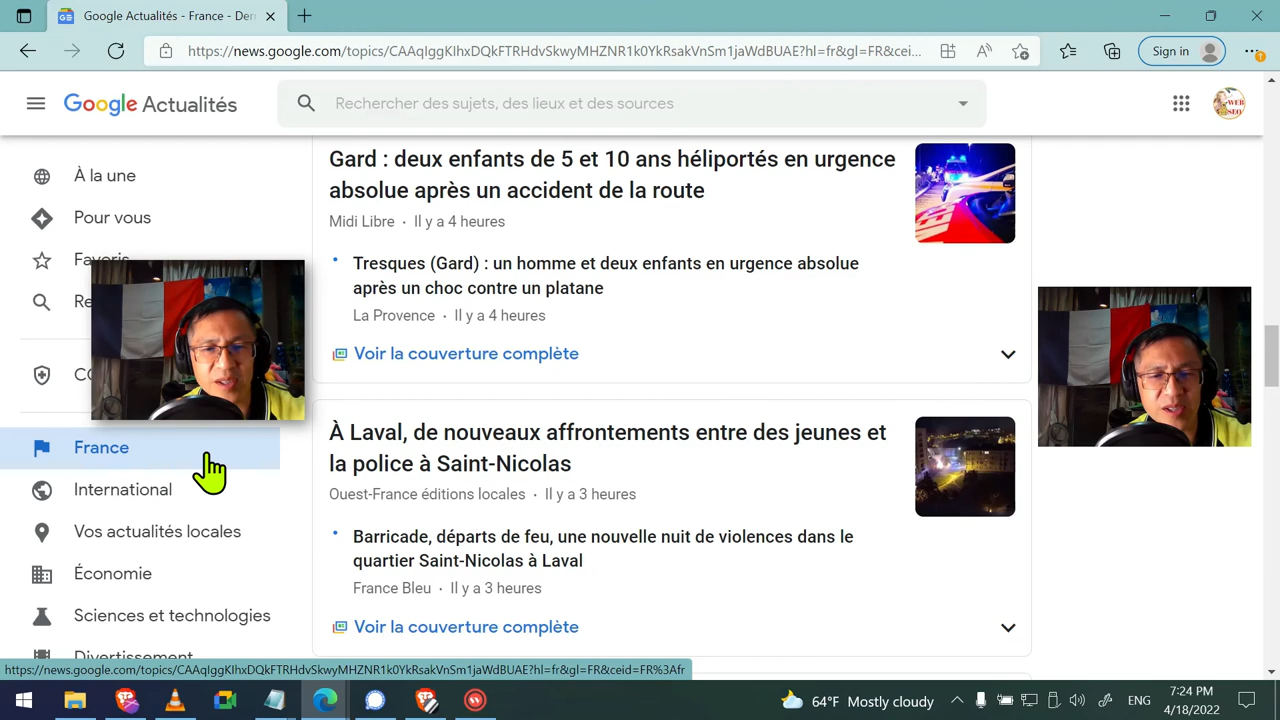 Google Actualités - France - Der
https://news.google.com/topics/CAAqIggKIhxDQkFTRHdvSkwyMHZNR1k0YkRsakVnSm1jaWdBUAE?hl=fr&gl=FR&cei...
Sign in
Google Actualités
Rechercher des sujets, des lieux et des sources
WEB
SEO
À la une
Pour vous
Favoris
Re
CO
France
International
Vos actualités locales
Économie
Sciences et technologies
Divertissement
Gard : deux enfants de 5 et 10 ans héliportés en urgence
absolue après un accident de la route
Midi Libre · Il y a 4 heures
Tresques (Gard) : un homme et deux enfants en urgence absolue
après un choc contre un platane
La Provence · Il y a 4 heures
Voir la couverture complète
À Laval, de nouveaux affrontements entre des jeunes et
la police à Saint-Nicolas
Ouest-France éditions locales · Il y a 3 heures
Barricade, départs de feu, une nouvelle nuit de violences dans le
quartier Saint-Nicolas à Laval
France Bleu · Il y a 3 heures
Voir la couverture complète
https://news.google.com/topics/CAAqIggKIhxDQkFTRHdvSkwyMHZNR1k0YkRsakVnSm1jaWdBUAE?hl=fr&gl=FR&ceid=FR%3Afr
64°F Mostly cloudy
ENG
7:24 PM
4/18/2022